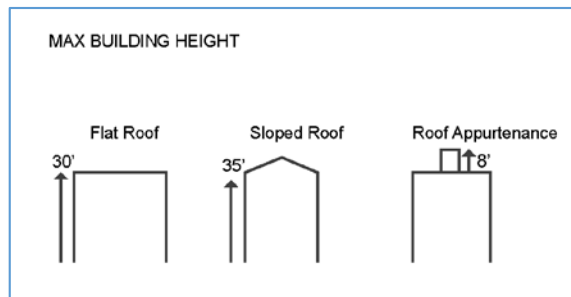 MAX BUILDING HEIGHT
Flat Roof
Sloped Roof
Roof Appurtenance
30'
35'
8'